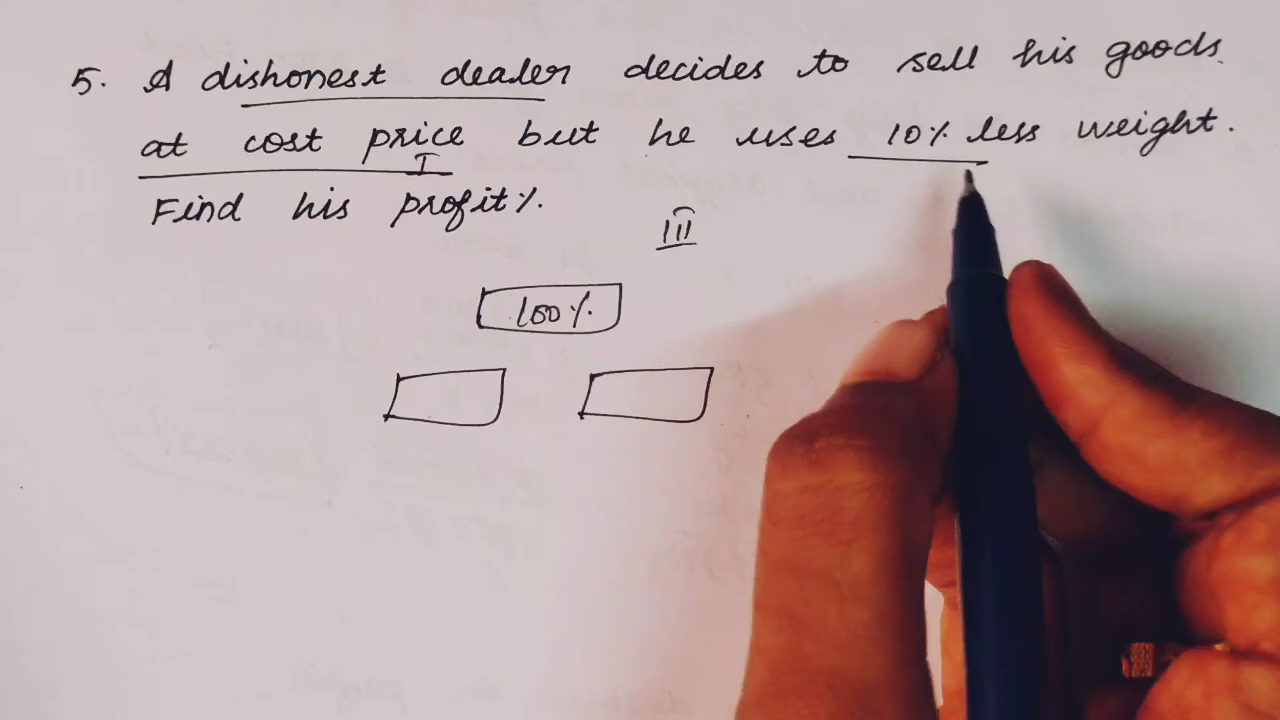 5. A dishonest dealer decides to sell his goods
at cost price but he uses 10% less weight.
I
Find his profit%.
III
100%